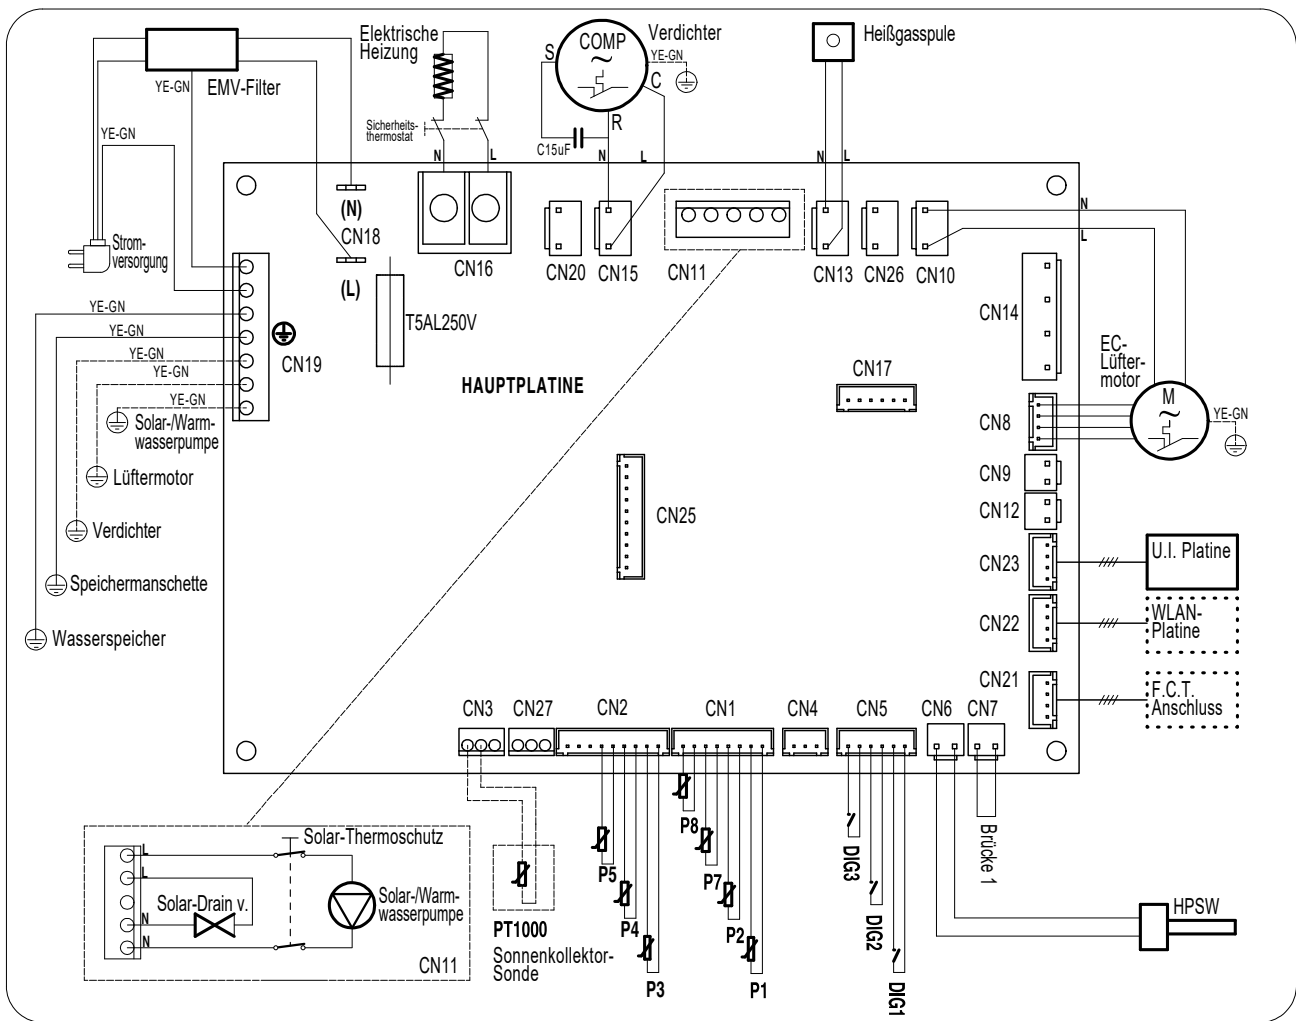 Elektrische
Heizung
COMP
~
S
C
R
Verdichter
YE-GN
Heißgasspule
EMV-Filter
YE-GN
YE-GN
Sicherheits-
thermostat
C15uF
N
L
N
L
N
L
N
L
(N)
CN18
(L)
Strom-
versorgung
CN16
CN20
CN15
CN11
CN13
CN26
CN10
CN14
T5AL250V
CN19
YE-GN
YE-GN
YE-GN
YE-GN
YE-GN
Solar-/Warm-
wasserpumpe
Lüftermotor
Verdichter
Speichermanschette
Wasserspeicher
HAUPTPLATINE
CN17
CN25
EC-
Lüfter-
motor
M
~
YE-GN
CN8
CN9
CN12
CN23
CN22
CN21
U.I. Platine
WLAN-
Platine
F.C.T.
Anschluss
CN3
CN27
CN2
CN1
CN4
CN5
CN6
CN7
P8
P7
P2
P1
P5
P4
P3
DIG3
DIG2
DIG1
Brücke 1
HPSW
PT1000
Sonnenkollektor-
Sonde
Solar-Thermoschutz
L
L
N
N
Solar-Drain v.
Solar-/Warm-
wasserpumpe
CN11